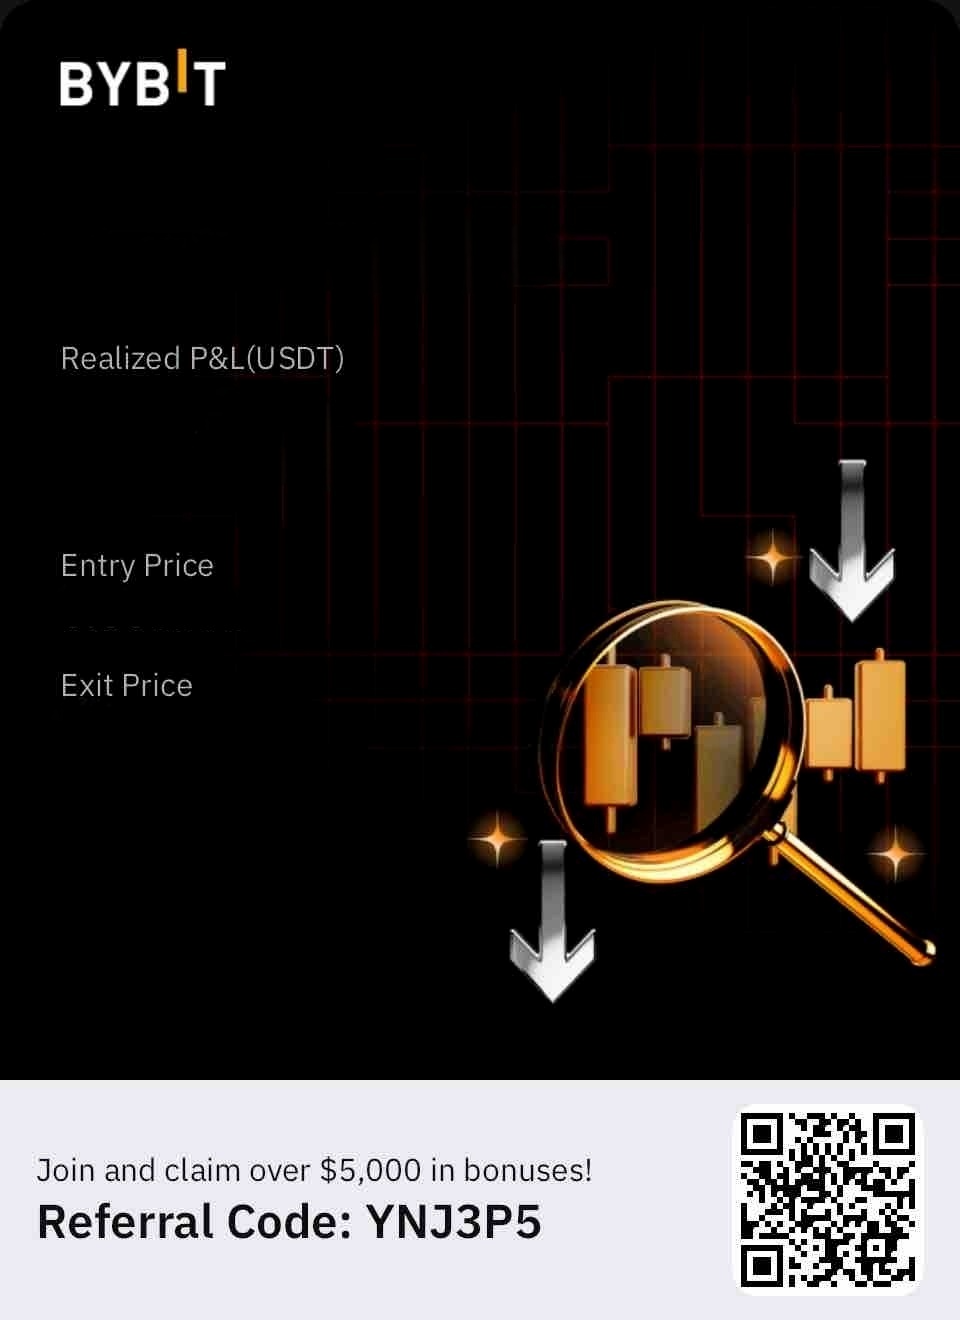 BYBIT
Realized P&L(USDT)
Entry Price
Exit Price
Join and claim over $5,000 in bonuses!
Referral Code: YNJ3P5